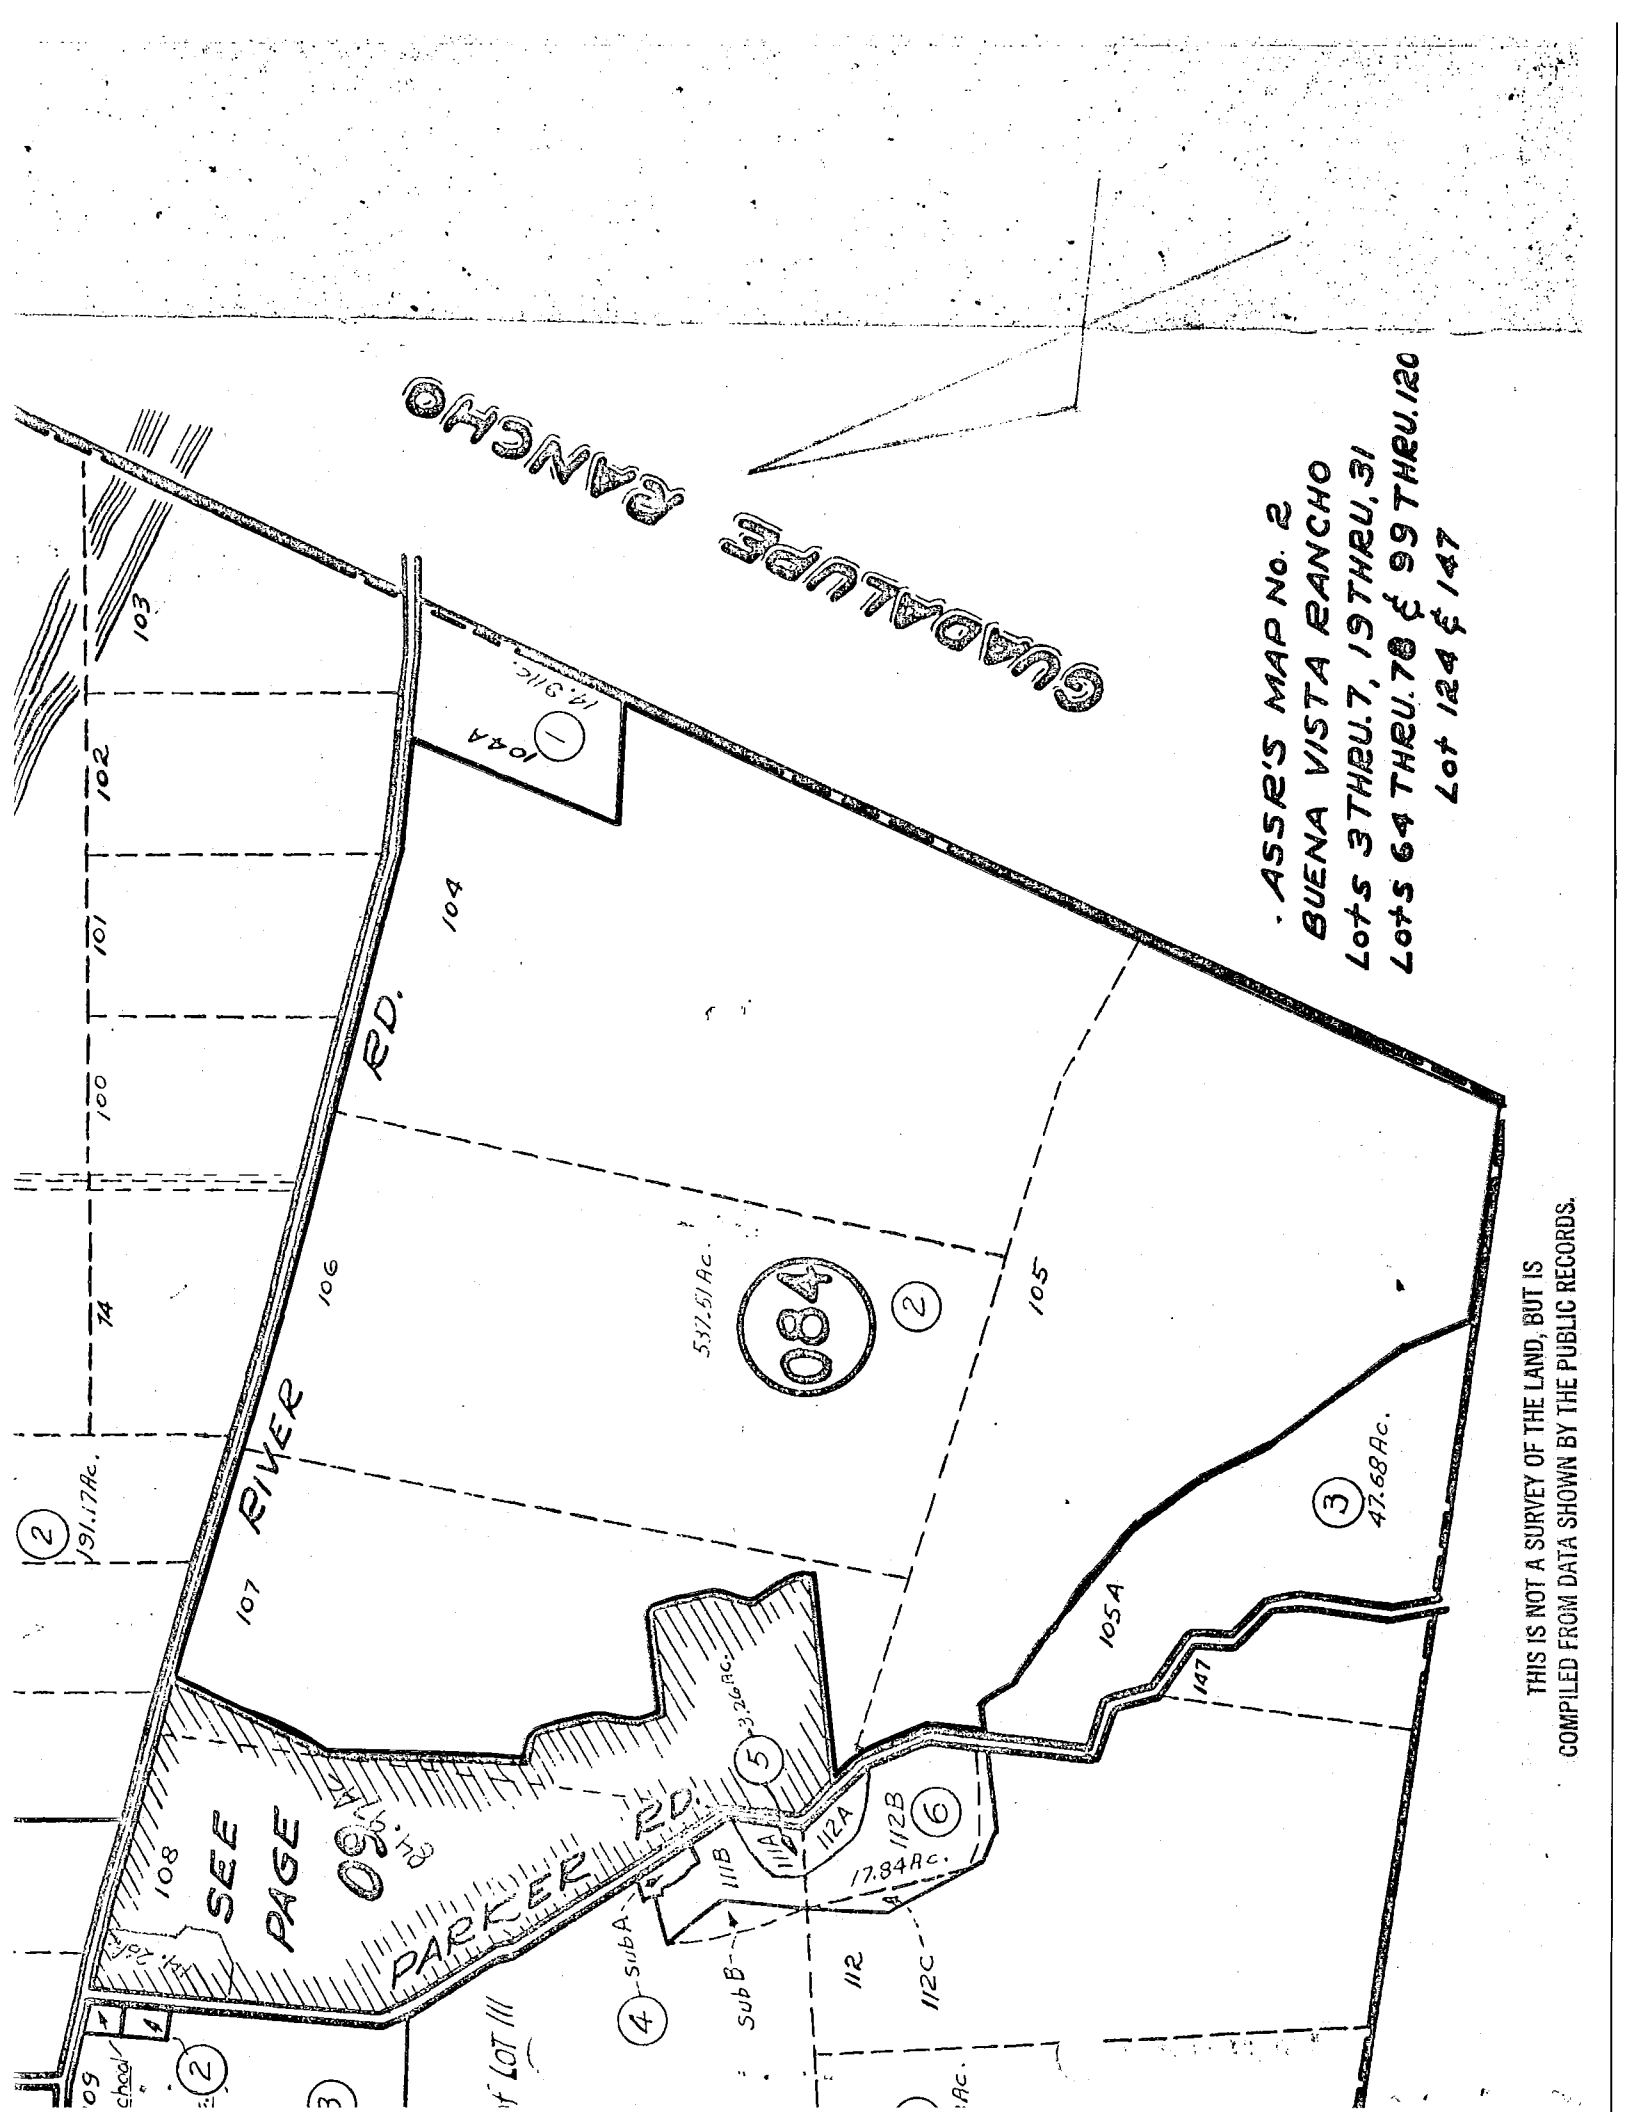 GUADALUPE RANCHO
ASSR'S MAP No. 2
BUENA VISTA RANCHO
Lots 3 THRU. 7, 19 THRU. 31
Lots 64 THRU. 78 & 99 THRU. 120
Lot 124 & 147
THIS IS NOT A SURVEY OF THE LAND, BUT IS
COMPILED FROM DATA SHOWN BY THE PUBLIC RECORDS.
103
102
101
100
74
2
191.17 Ac.
RIVER RD.
104A
1
104
106
107
537.51 Ac.
084
2
105
3
47.68 Ac.
105A
147
108
SEE
PAGE
PARKER RD.
5
3.26 Ac.
111A
112A
111B
112B
6
17.84 Ac.
4
Sub A
Sub B
112
112C
LOT 111
2
3